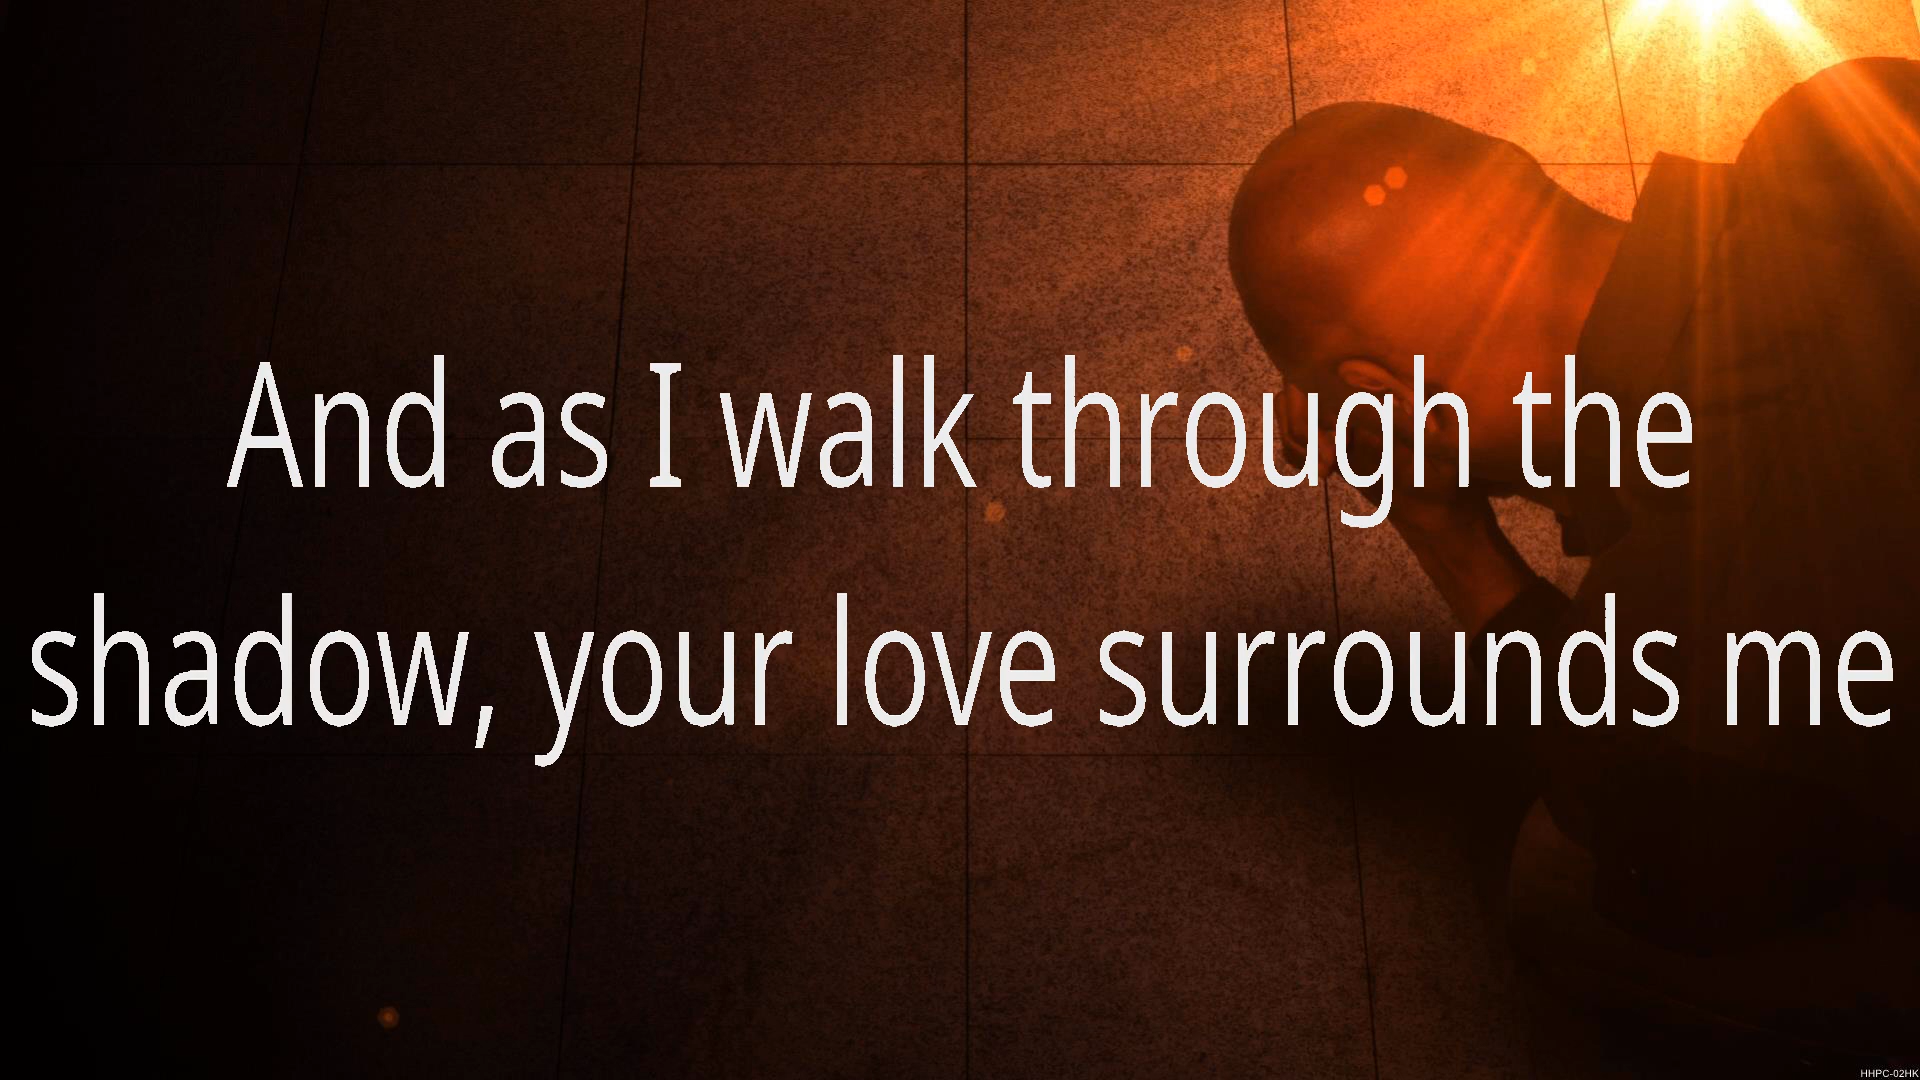 And as I walk through the
shadow, your love surrounds me
HHPC-02HK